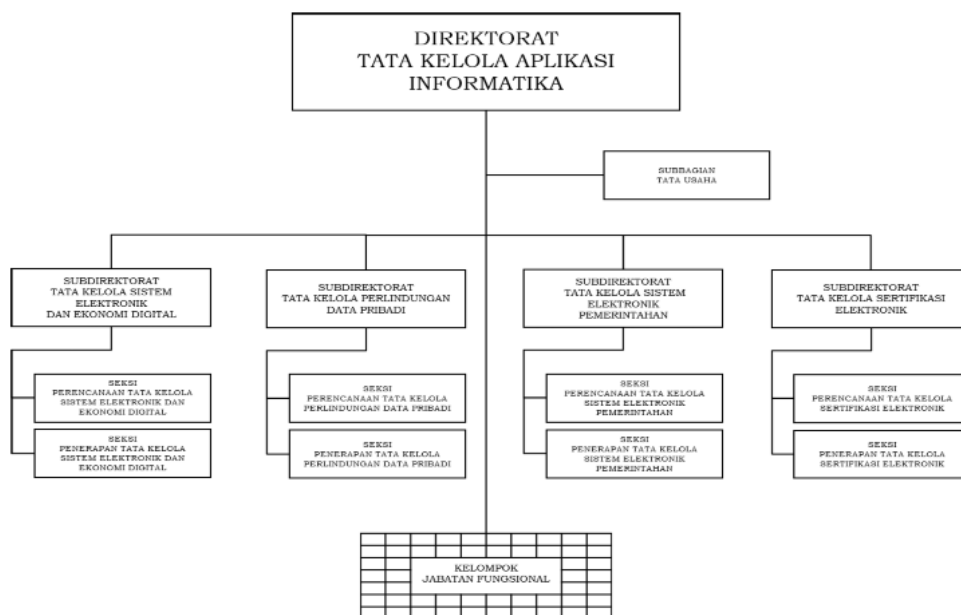 DIREKTORAT
TATA KELOLA APLIKASI
INFORMATIKA
SUBBAGIAN
TATA USAHA
SUBDIREKTORAT
TATA KELOLA SISTEM
ELEKTRONIK
DAN EKONOMI DIGITAL
SEKSI
PERENCANAAN TATA KELOLA
SISTEM ELEKTRONIK DAN
EKONOMI DIGITAL
SEKSI
PENERAPAN TATA KELOLA
SISTEM ELEKTRONIK DAN
EKONOMI DIGITAL
SUBDIREKTORAT
TATA KELOLA PERLINDUNGAN
DATA PRIBADI
SEKSI
PERENCANAAN TATA KELOLA
PERLINDUNGAN DATA PRIBADI
SEKSI
PENERAPAN TATA KELOLA
PERLINDUNGAN DATA PRIBADI
SUBDIREKTORAT
TATA KELOLA SISTEM
ELEKTRONIK
PEMERINTAHAN
SEKSI
PERENCANAAN TATA KELOLA
SISTEM ELEKTRONIK
PEMERINTAHAN
SEKSI
PENERAPAN TATA KELOLA
SISTEM ELEKTRONIK
PEMERINTAHAN
SUBDIREKTORAT
TATA KELOLA SERTIFIKASI
ELEKTRONIK
SEKSI
PERENCANAAN TATA KELOLA
SERTIFIKASI ELEKTRONIK
SEKSI
PENERAPAN TATA KELOLA
SERTIFIKASI ELEKTRONIK
KELOMPOK
JABATAN FUNGSIONAL